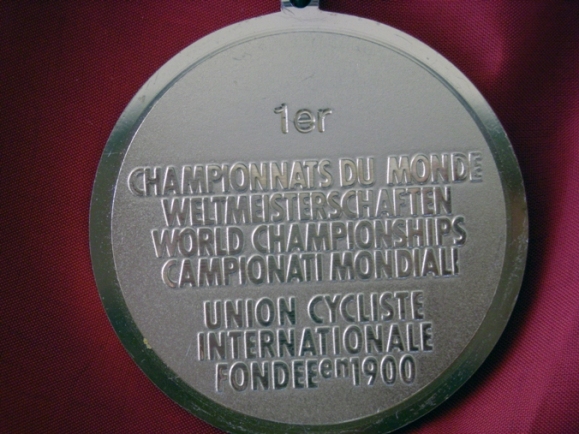 1er
CHAMPIONNATS DU MONDE
WELTMEISTERSCHAFTEN
WORLD CHAMPIONSHIPS
CAMPIONATI MONDIALI
UNION CYCLISTE
INTERNATIONALE
FONDEE en 1900